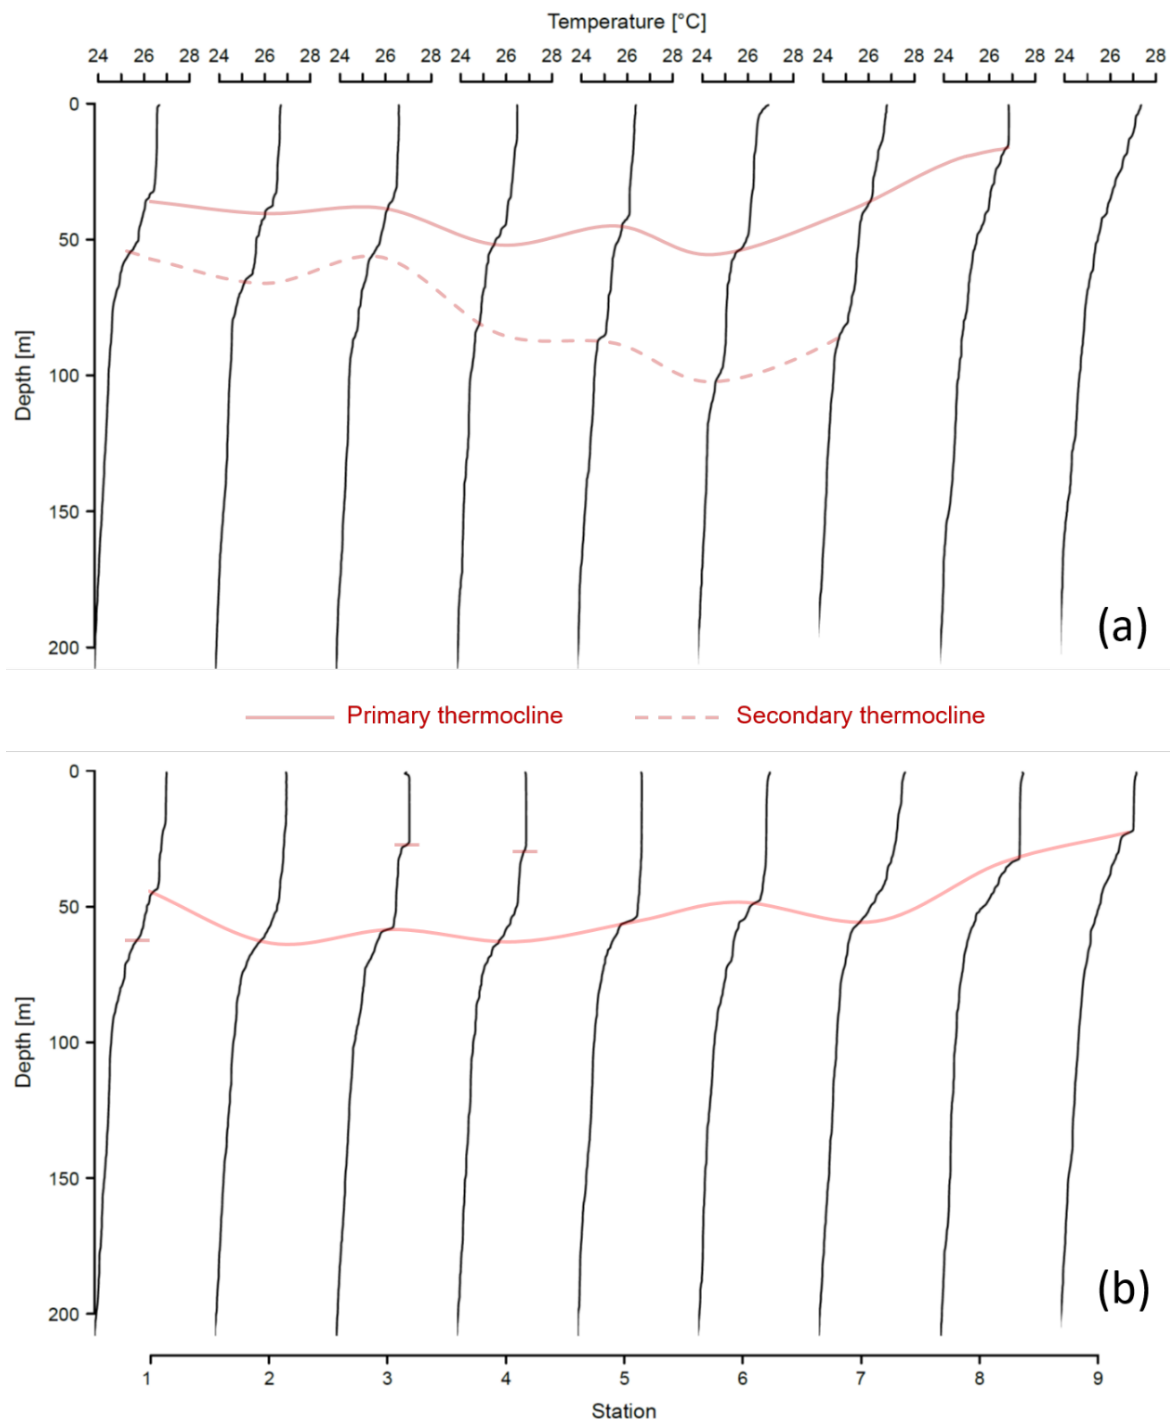 Temperature [°C]
24 26 28 24 26 28 24 26 28 24 26 28 24 26 28 24 26 28 24 26 28 24 26 28 24 26 28
0
50
100
150
200
Depth [m]
(a)
Primary thermocline Secondary thermocline
0
50
100
150
200
Depth [m]
(b)
1 2 3 4 5 6 7 8 9
Station